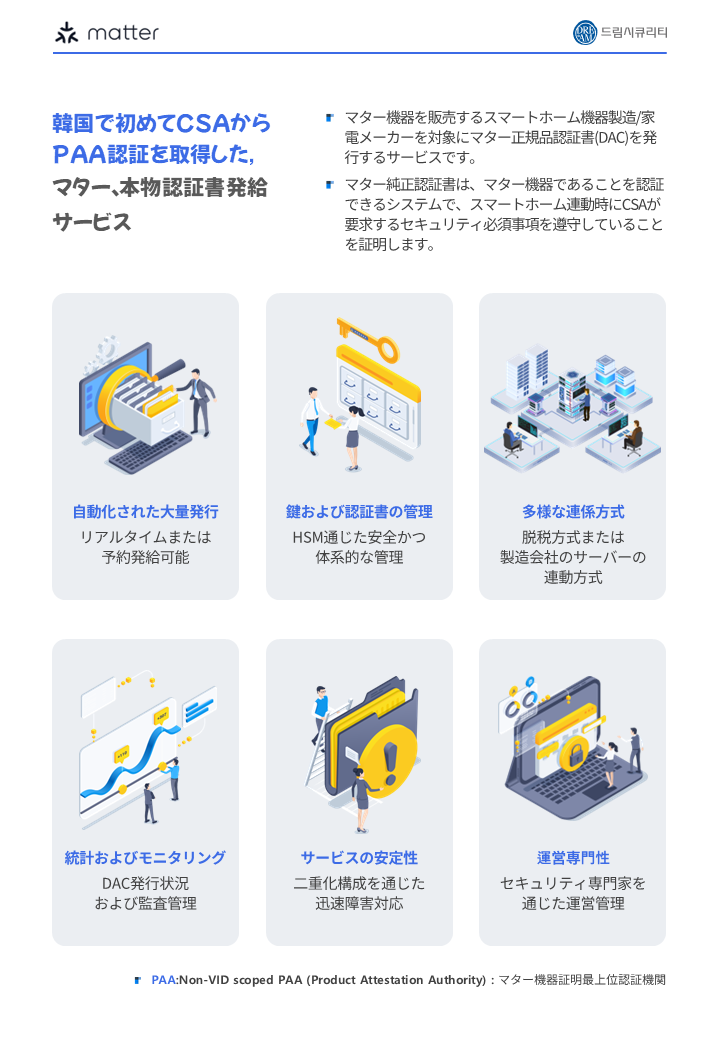 matter
DREAM
드림시큐리티
韓国で初めてCSAから
PAA認証を取得した,
マター、本物認証書発給
サービス
マター機器を販売するスマートホーム機器製造/家
電メーカーを対象にマター正規品認証書(DAC)を発
行するサービスです。
マター純正認証書は、マター機器であることを認証
できるシステムで、スマートホーム連動時にCSAが
要求するセキュリティ必須事項を遵守していること
を証明します。
自動化された大量発行
リアルタイムまたは
予約発給可能
鍵および認証書の管理
HSM通じた安全かつ
体系的な管理
多様な連係方式
脱税方式または
製造会社のサーバーの
連動方式
統計およびモニタリング
DAC発行状況
および監査管理
サービスの安定性
二重化構成を通じた
迅速障害対応
運営専門性
セキュリティ専門家を
通じた運営管理
PAA:Non-VID scoped PAA (Product Attestation Authority) : マター機器証明最上位認証機関